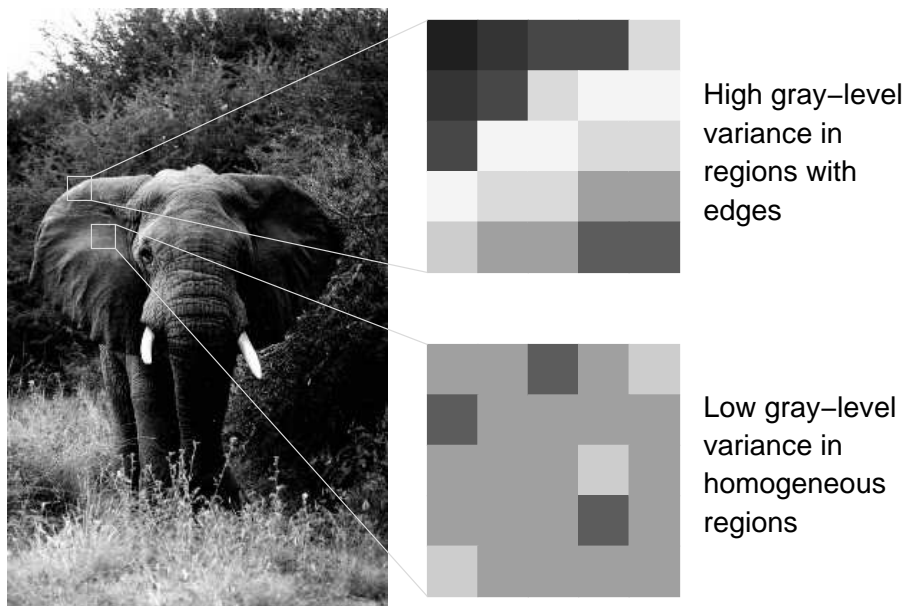 High gray−level
variance in
regions with
edges
Low gray−level
variance in
homogeneous
regions